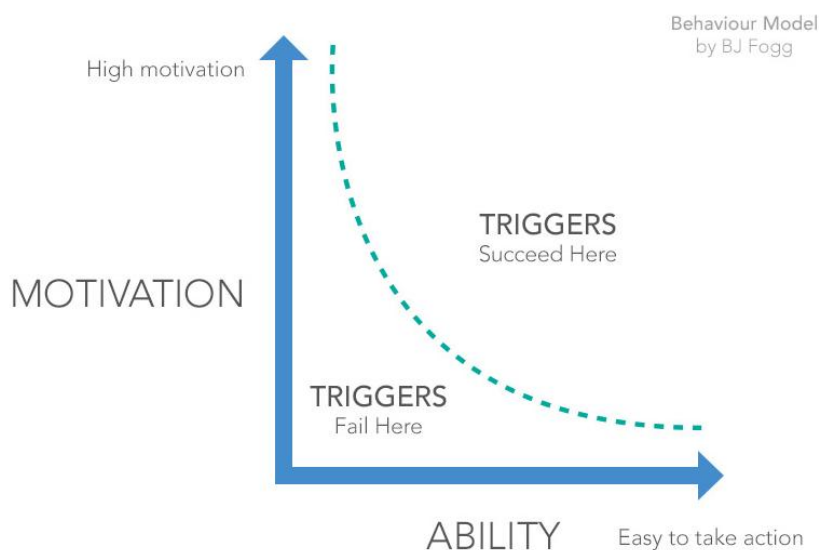 Behaviour Model
by BJ Fogg
High motivation
TRIGGERS
Succeed Here
MOTIVATION
TRIGGERS
Fail Here
ABILITY
Easy to take action